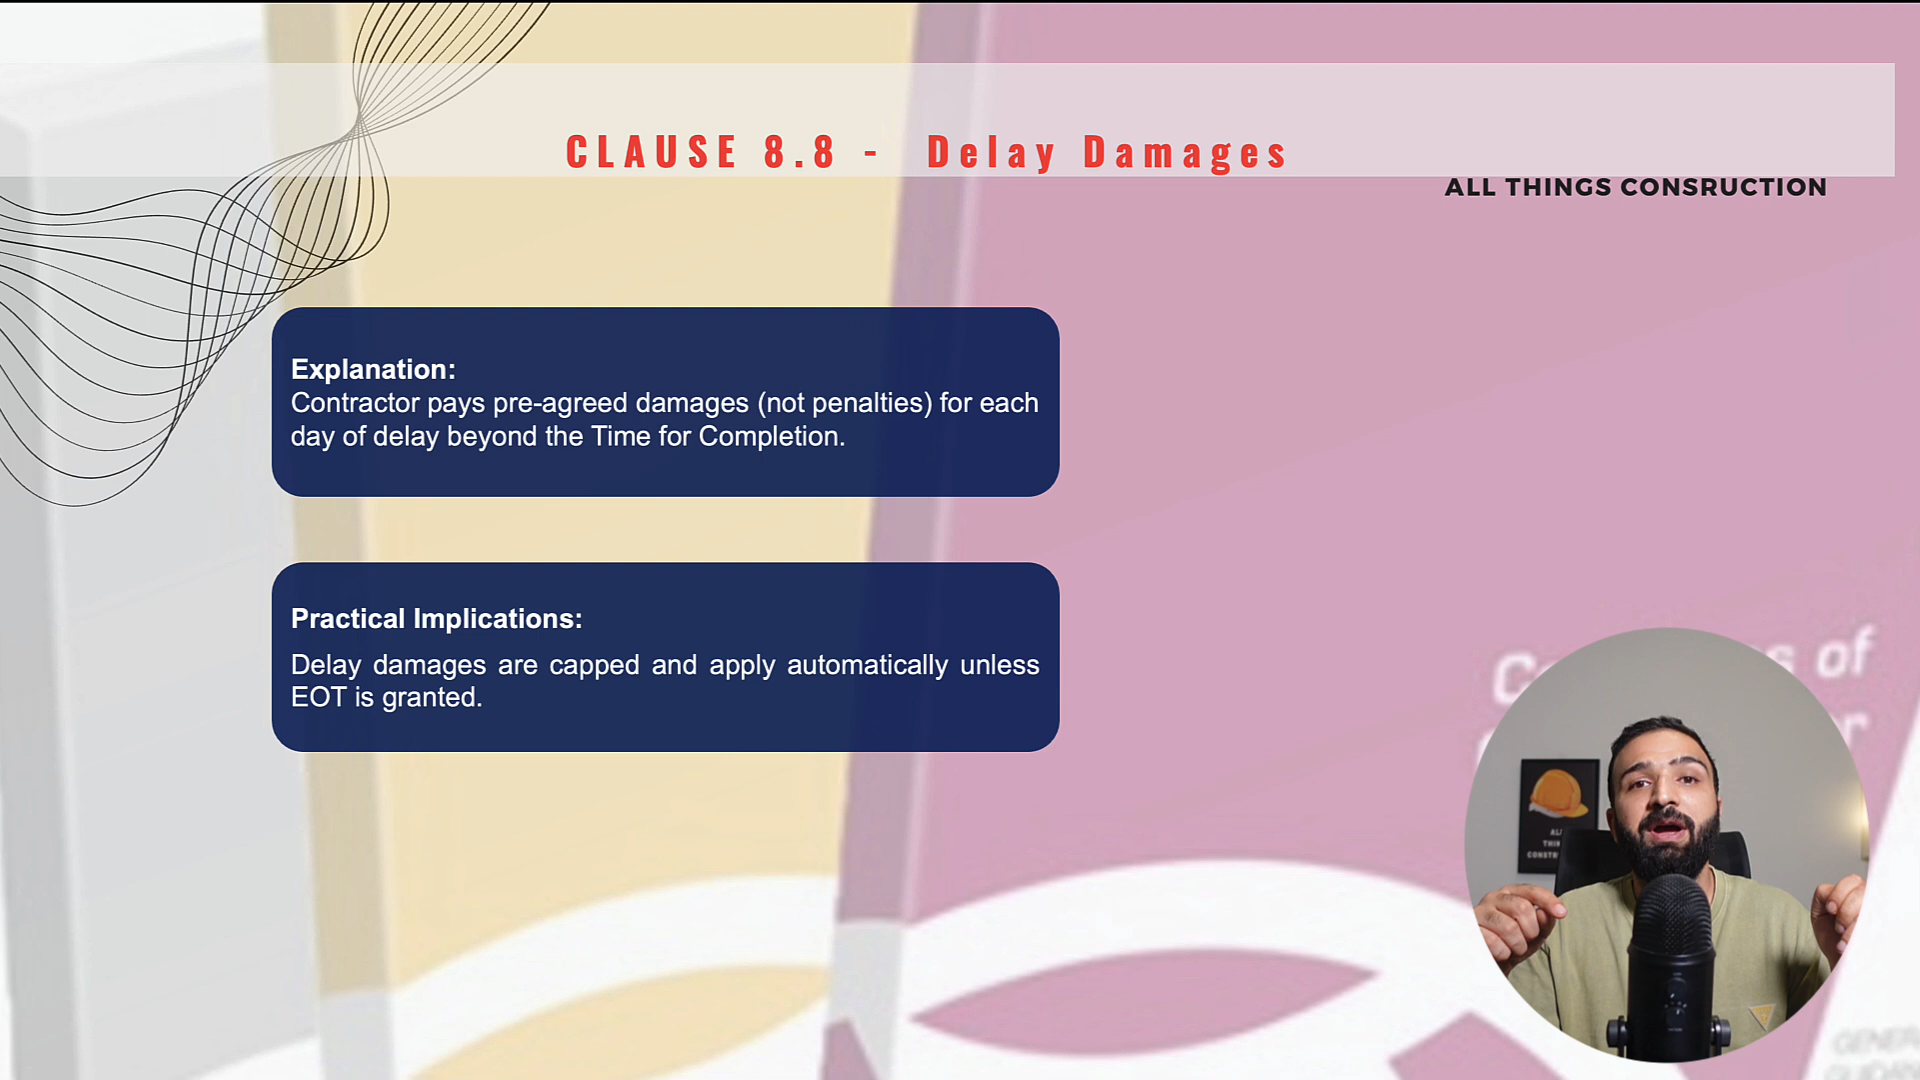 CLAUSE 8.8 - Delay Damages
ALL THINGS CONSRUCTION
Explanation:
Contractor pays pre-agreed damages (not penalties) for each
day of delay beyond the Time for Completion.
Practical Implications:
Delay damages are capped and apply automatically unless
EOT is granted.
of